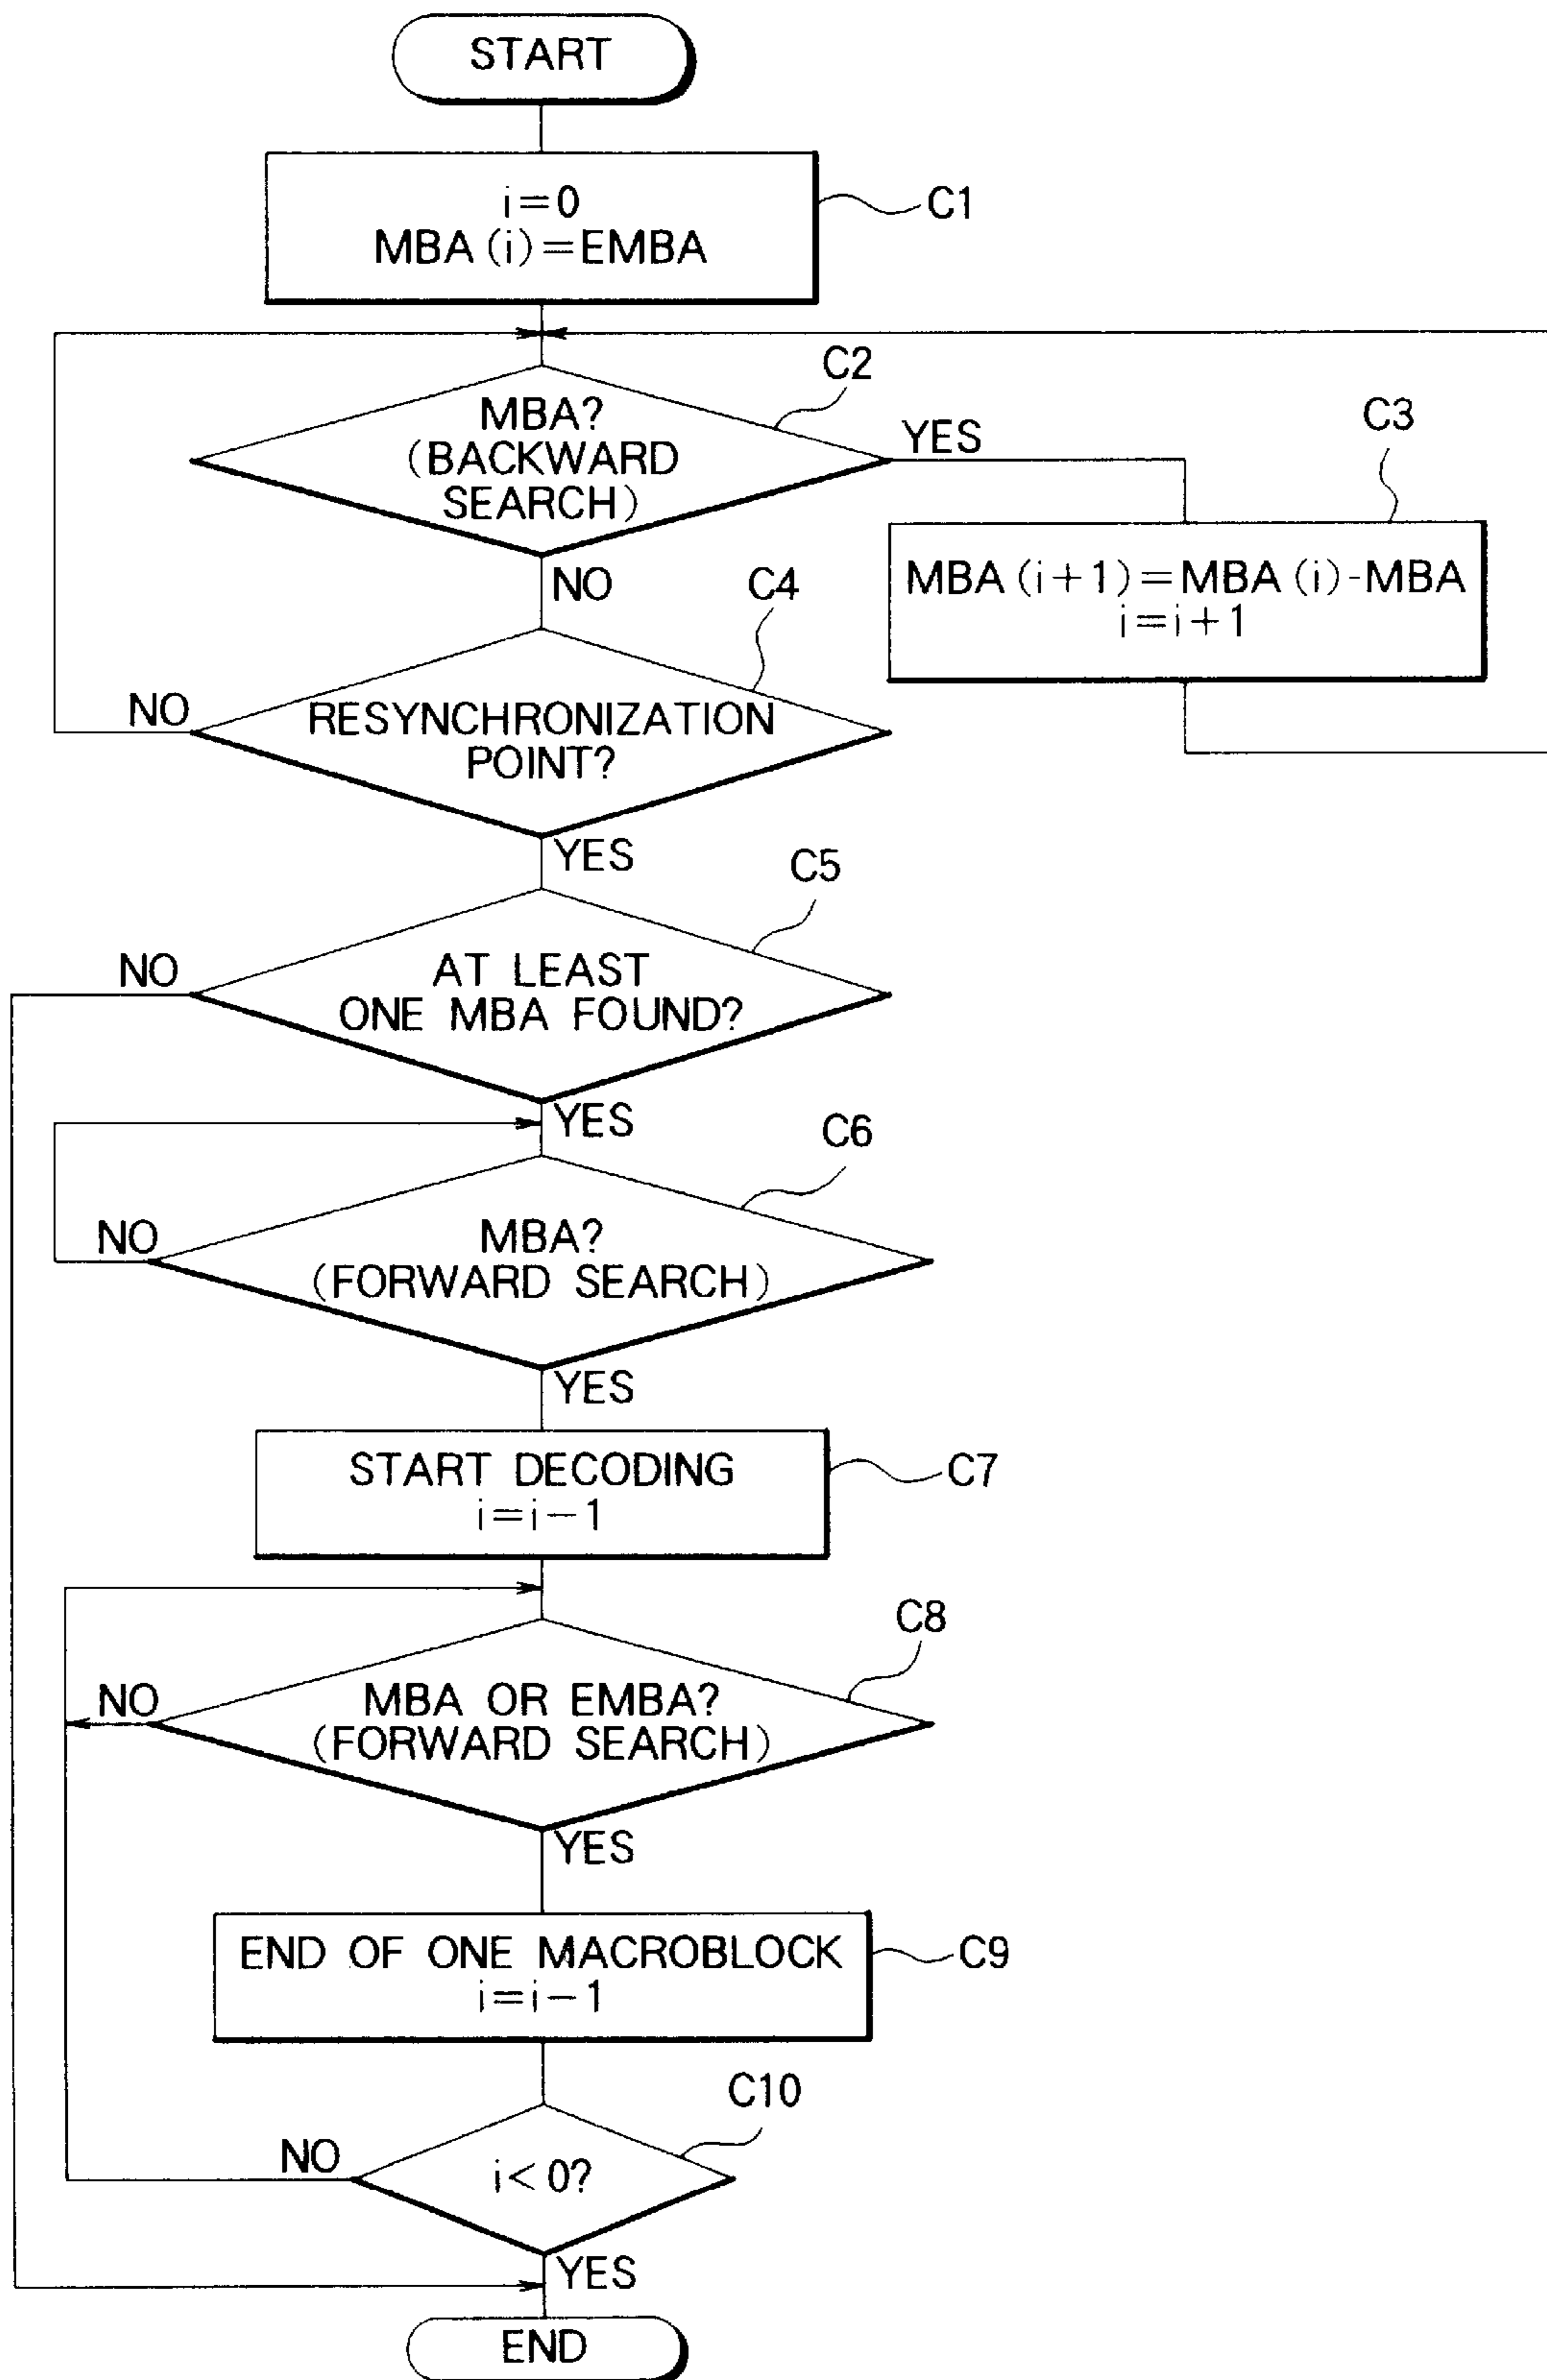 START
i=0
MBA(i)=EMBA
C1
C2
MBA?
(BACKWARD
SEARCH)
YES
NO
C3
MBA(i+1)=MBA(i)-MBA
i=i+1
C4
RESYNCHRONIZATION
POINT?
NO
YES
C5
AT LEAST
ONE MBA FOUND?
NO
YES
C6
MBA?
(FORWARD SEARCH)
NO
YES
START DECODING
i=i-1
C7
C8
MBA OR EMBA?
(FORWARD SEARCH)
NO
YES
END OF ONE MACROBLOCK
i=i-1
C9
C10
i<0?
NO
YES
END